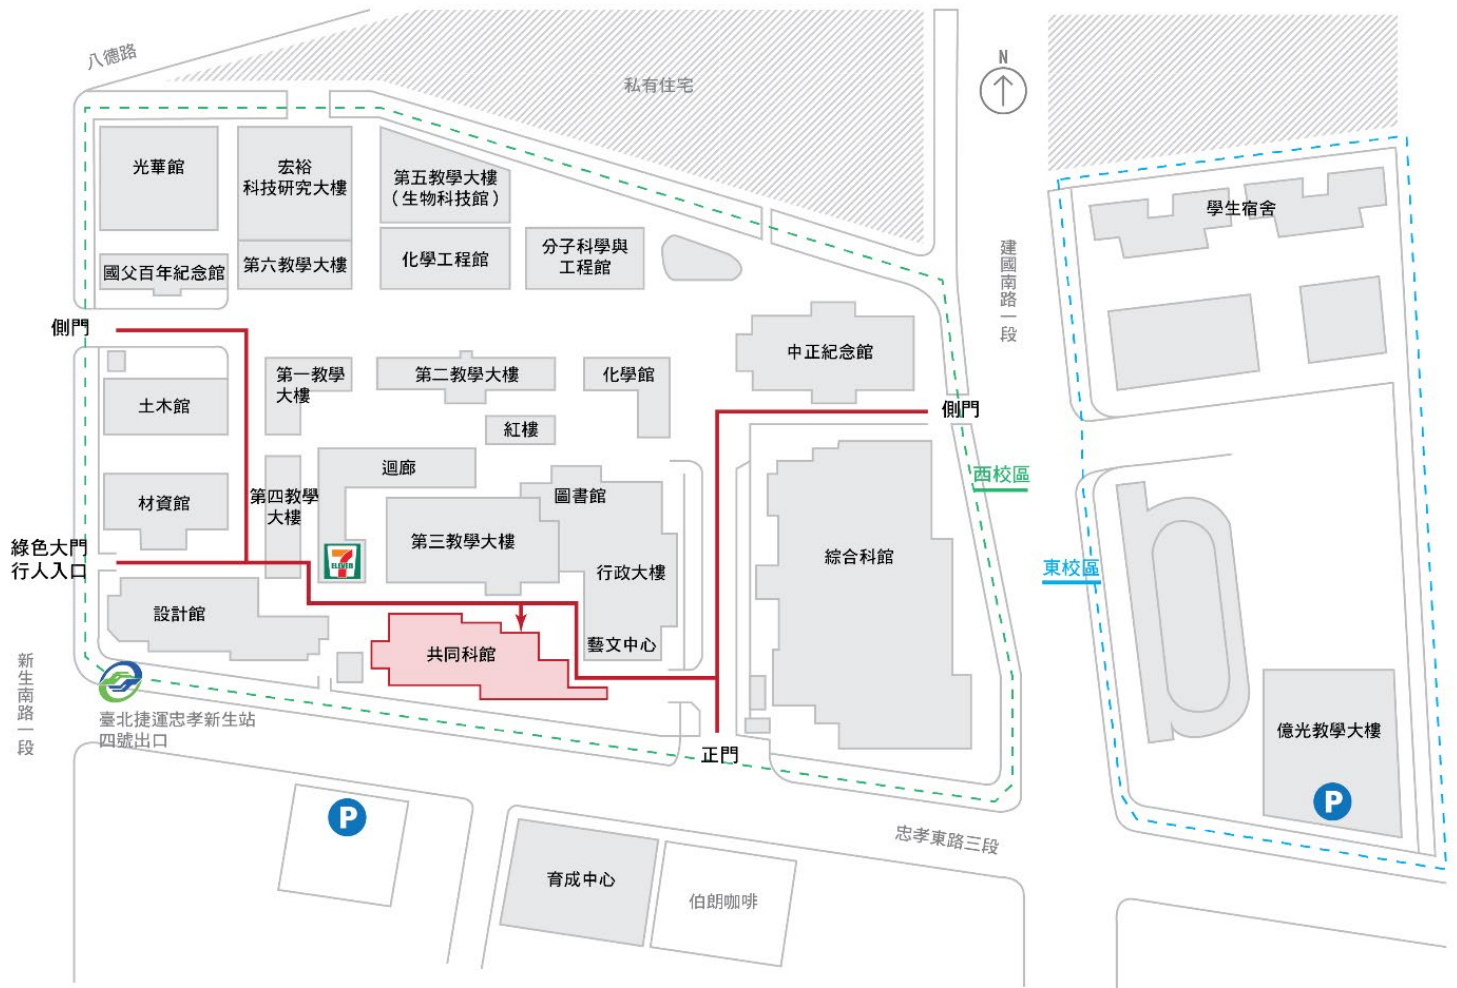 八德路
私有住宅
N
光華館
宏裕
科技研究大樓
第五教學大樓
（生物科技館）
學生宿舍
分子科學與
工程館
化學工程館
第六教學大樓
國父百年紀念館
建國南路一段
側門
中正紀念館
第一教學
大樓
第二教學大樓
化學館
土木館
側門
紅樓
迴廊
西校區
圖書館
第四教學
大樓
材資館
第三教學大樓
綠色大門
行人入口
7
ELEVEN
行政大樓
綜合科館
東校區
設計館
藝文中心
共同科館
新生南路一段
臺北捷運忠孝新生站
四號出口
正門
億光教學大樓
P
P
忠孝東路三段
育成中心
伯朗咖啡